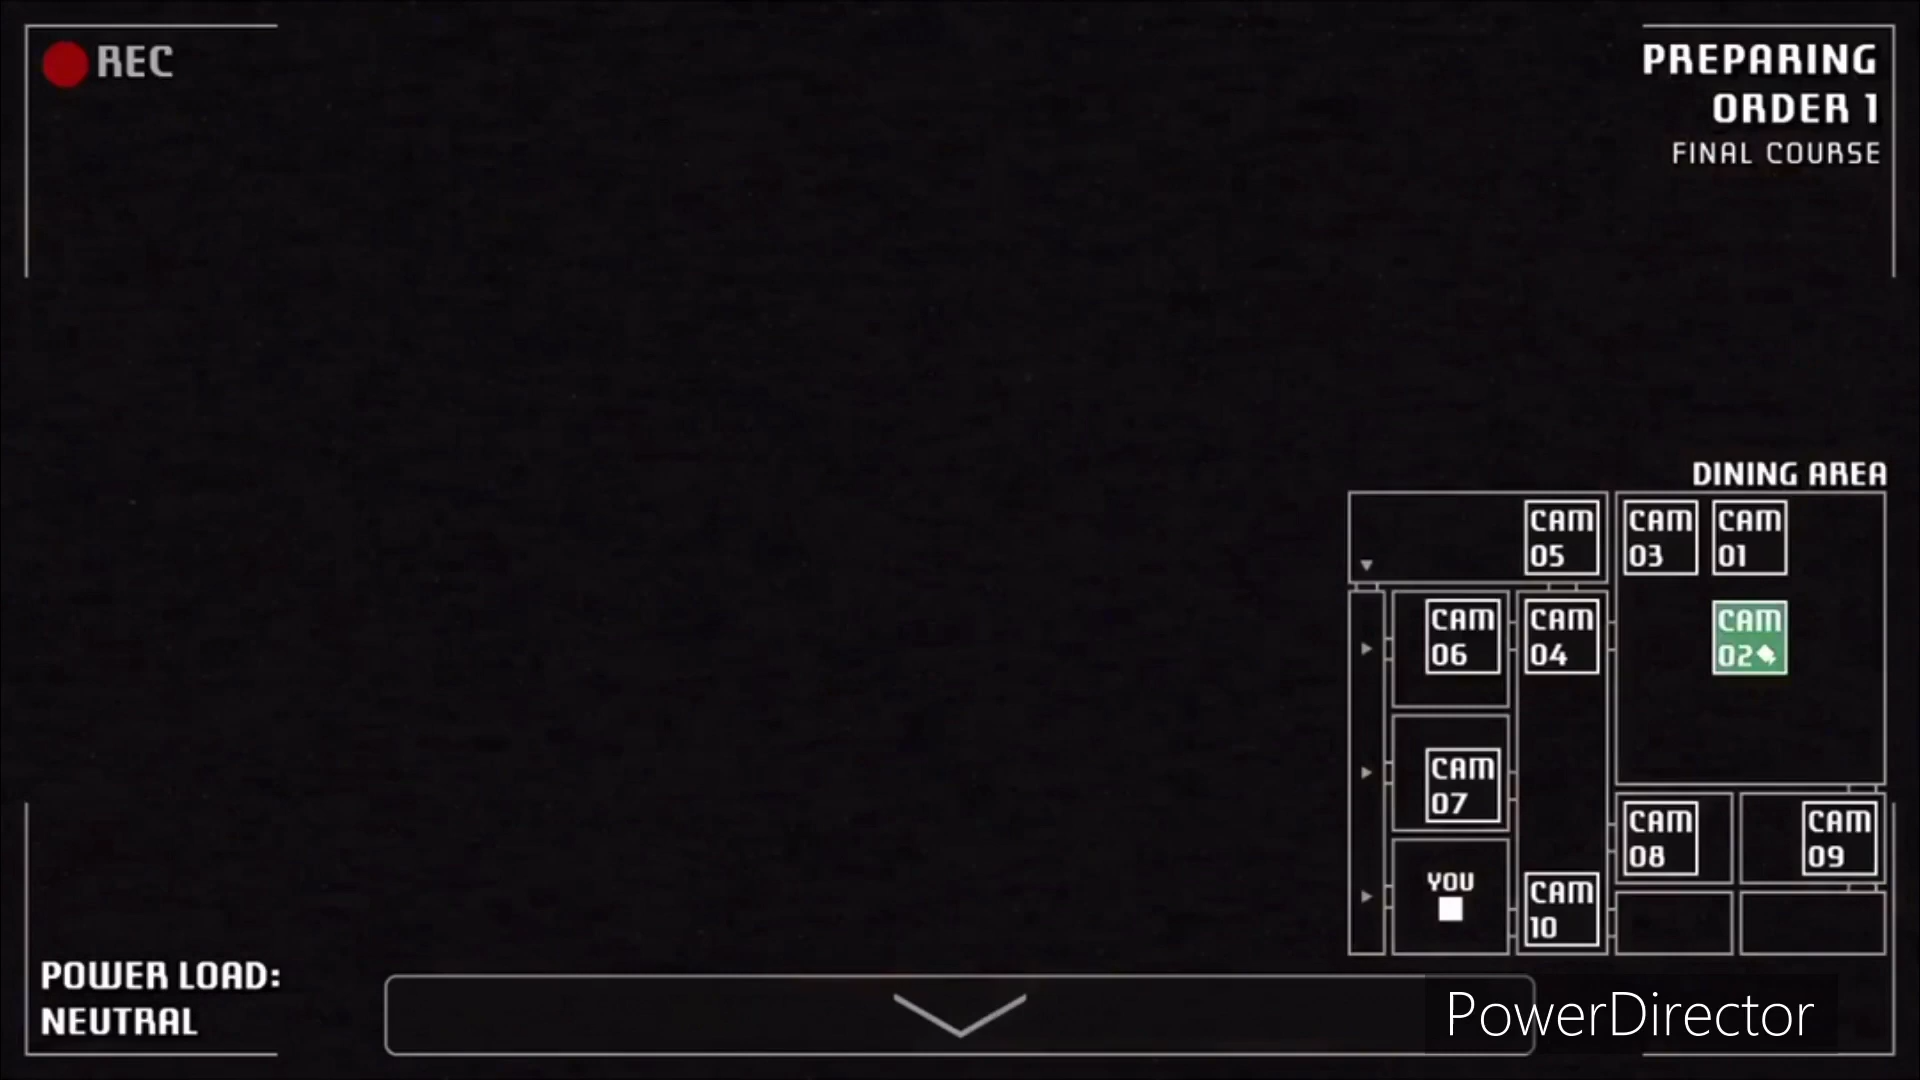 REC
PREPARING
ORDER 1
FINAL COURSE
DINING AREA
CAM
05
CAM
03
CAM
01
CAM
06
CAM
04
CAM
02
CAM
07
CAM
08
CAM
09
YOU
CAM
10
POWER LOAD:
NEUTRAL
PowerDirector